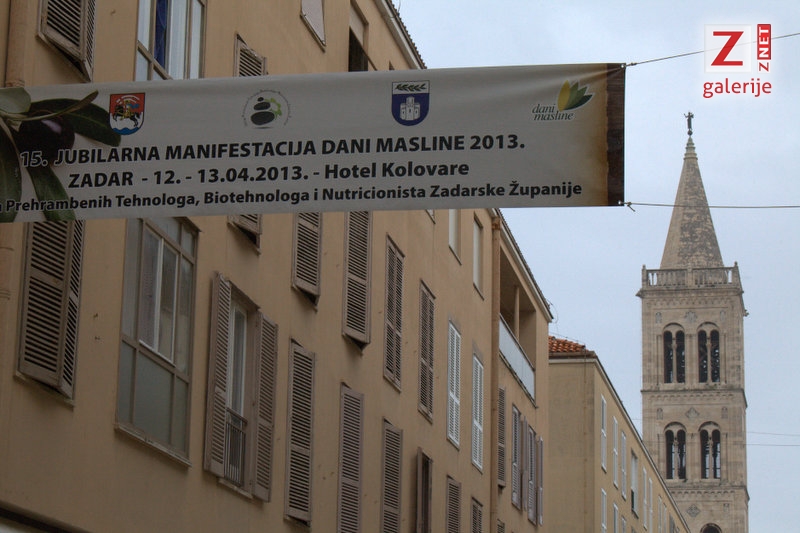 Z
ZNET
galerije
dani
masline
15. JUBILARNA MANIFESTACIJA DANI MASLINE 2013.
ZADAR - 12. - 13.04.2013. - Hotel Kolovare
Prehrambenih Tehnologa, Biotehnologa i Nutricionista Zadarske Županije